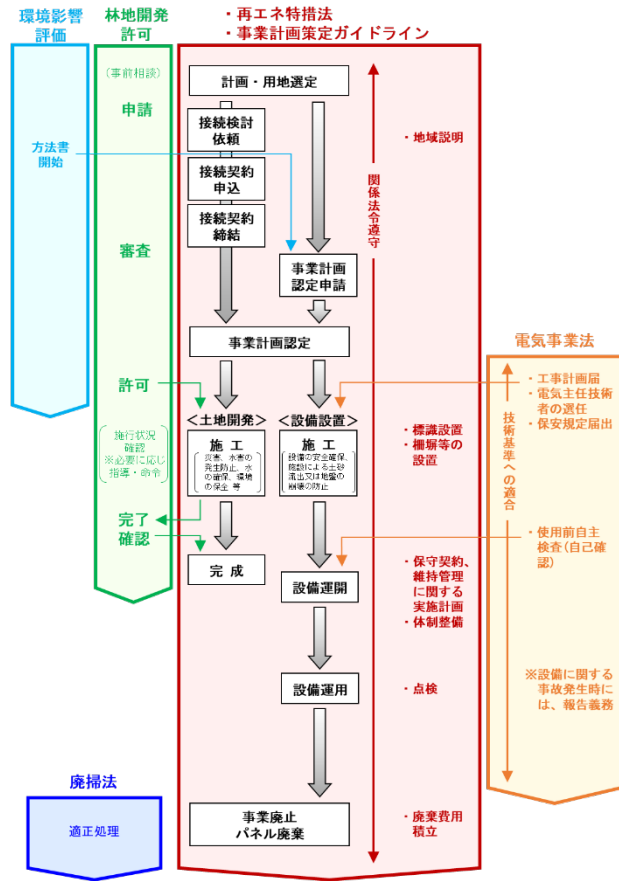 環境影響
評価
林地開発
許可
・再エネ特措法
・事業計画策定ガイドライン
(事前相談)
申請
方法書
開始
審査
許可
施行状況
確認
※必要に応じ
指導・命令
完了
確認
計画・用地選定
接続検討
依頼
接続契約
申込
接続契約
締結
事業計画
認定申請
事業計画認定
<土地開発>
施工
災害、水害の
発生防止、水
の確保、環境
の保全 等
完成
<設備設置>
施工
設備の安全確保、
施設による土砂
流出又は地盤の
崩壊の防止
設備運開
設備運用
事業廃止
パネル廃棄
関係法令遵守
・地域説明
・標識設置
・柵塀等の
設置
・保守契約、
維持管理
に関する
実施計画
・体制整備
・点検
・廃棄費用
積立
電気事業法
技術基準への適合
・工事計画届
・電気主任技術
者の選任
・保安規定届出
・使用前自主
検査(自己確
認)
※設備に関する
事故発生時に
は、報告義務
廃掃法
適正処理